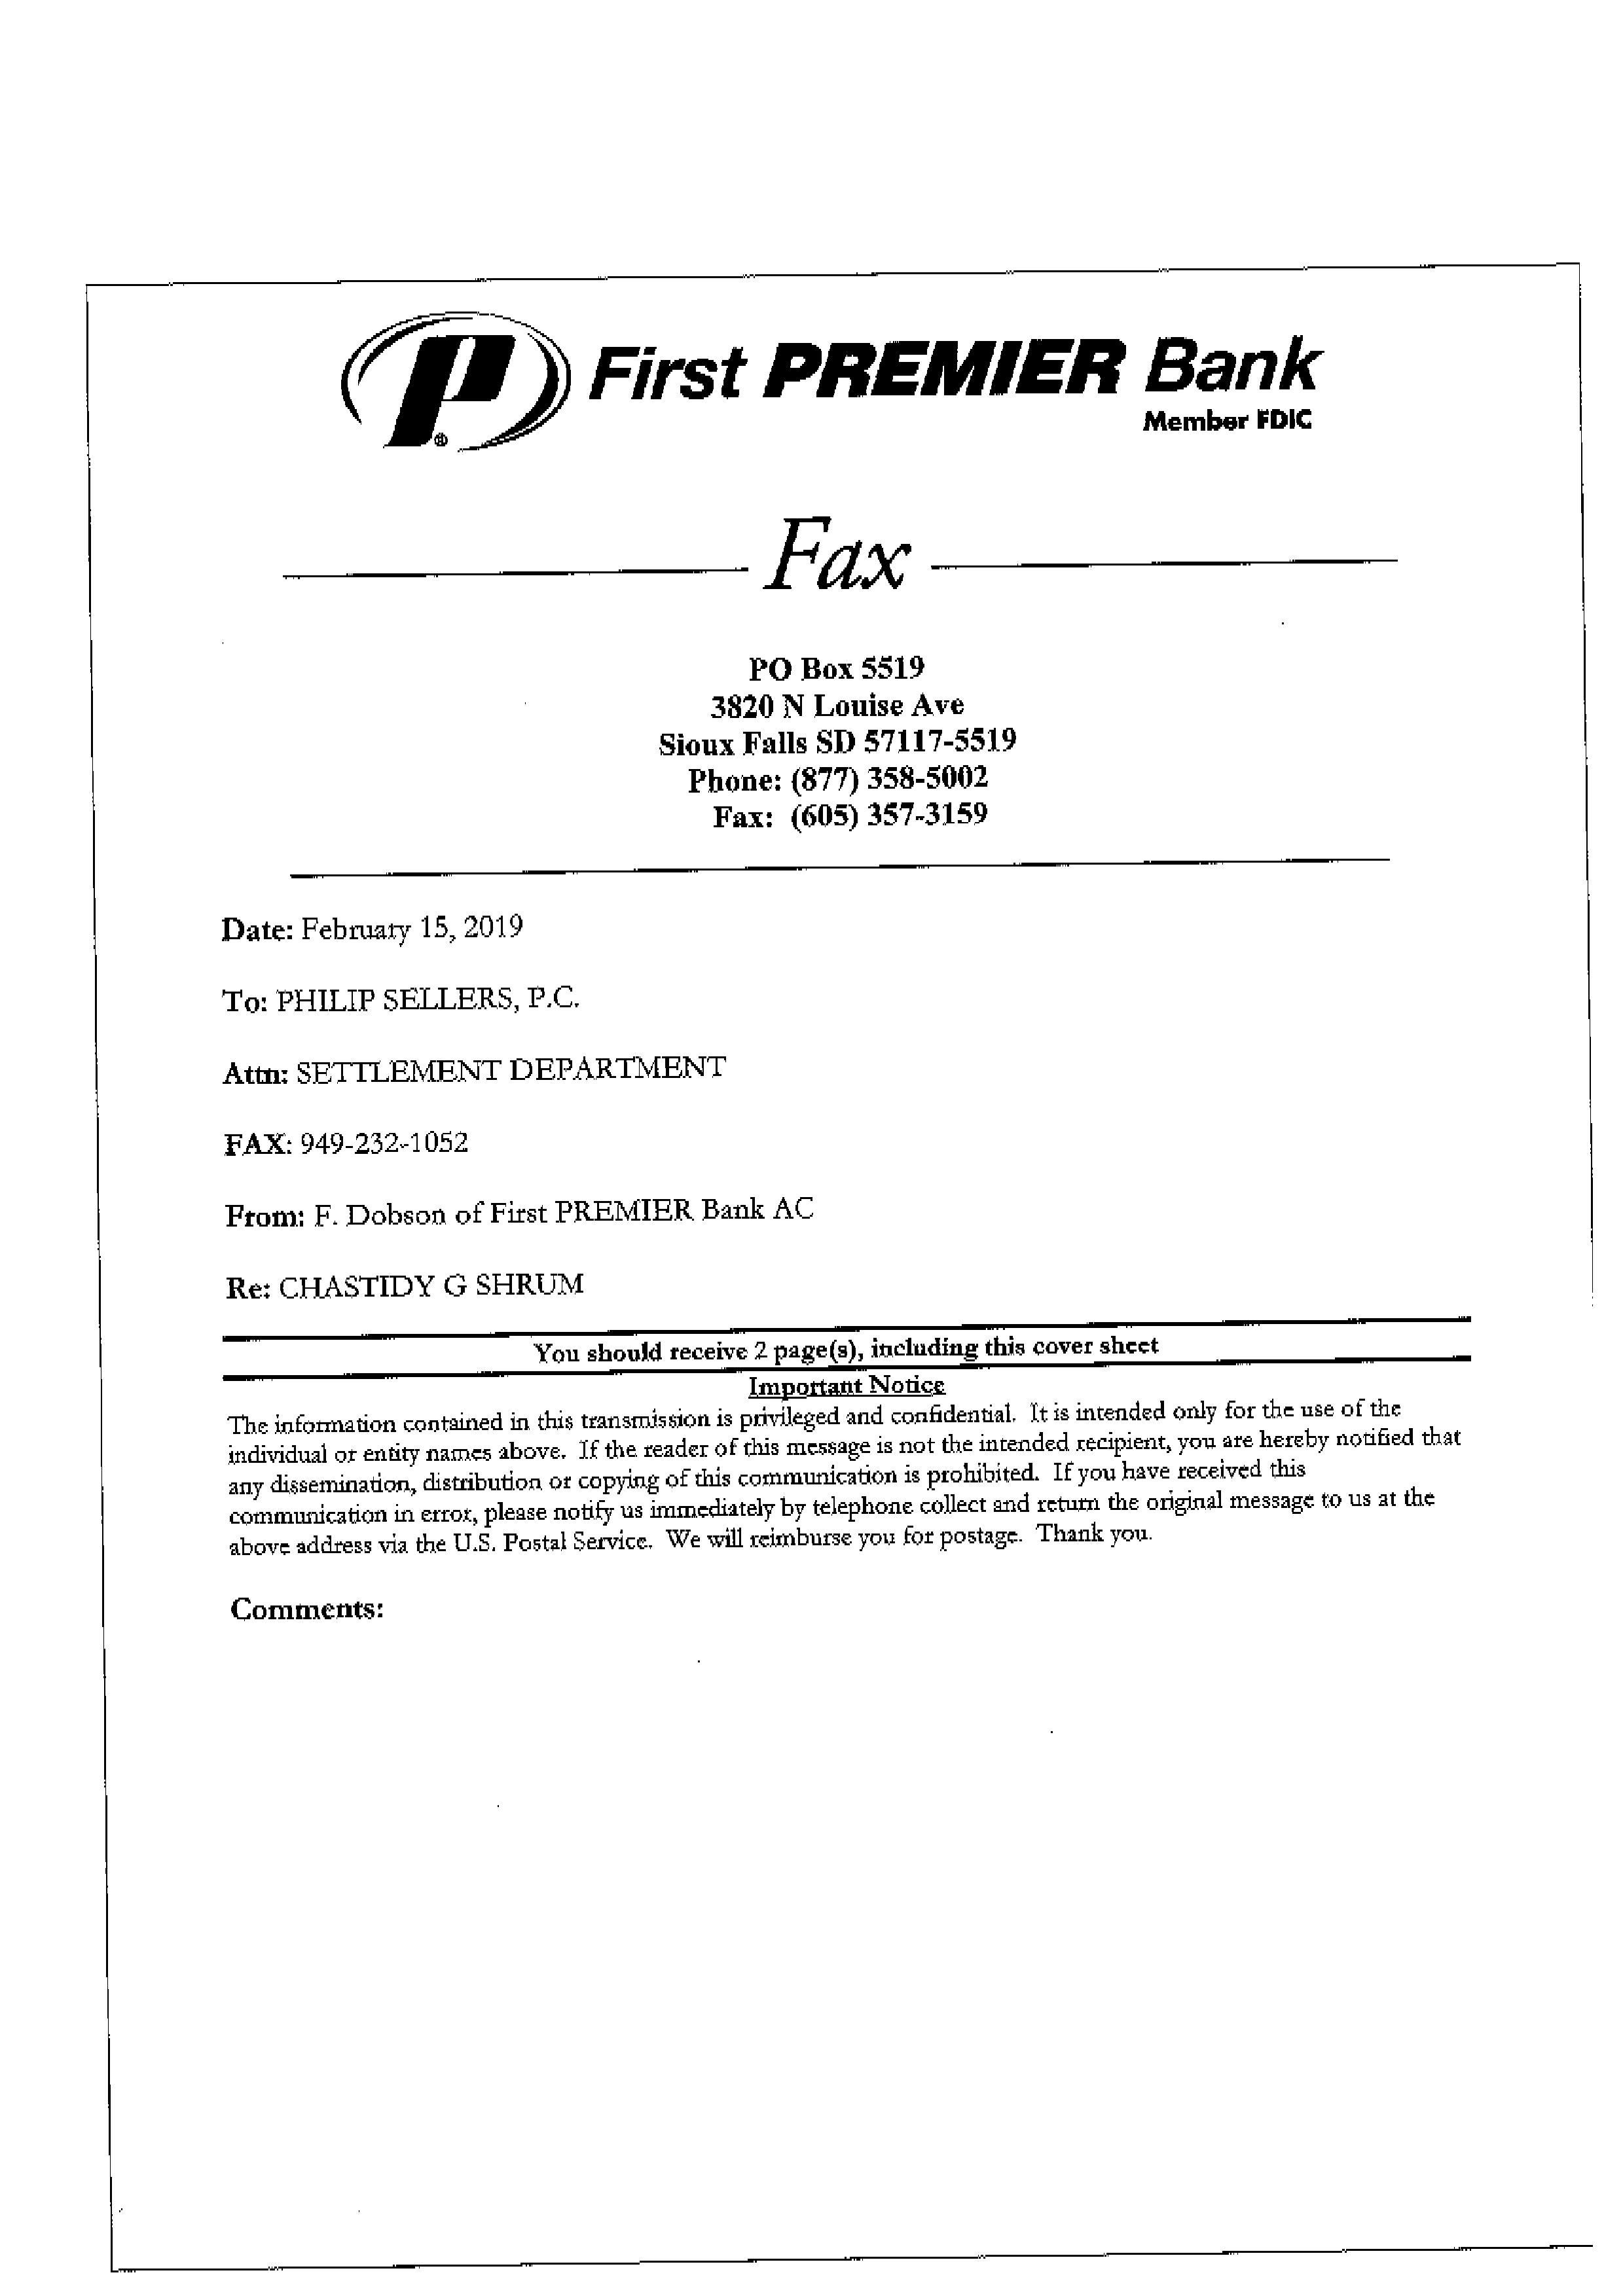 P®
First PREMIER Bank
Member FDIC
Fax
PO Box 5519
3820 N Louise Ave
Sioux Falls SD 57117-5519
Phone: (877) 358-5002
Fax: (605) 357-3159
Date: February 15, 2019
To: PHILIP SELLERS, P.C.
Attn: SETTLEMENT DEPARTMENT
FAX: 949-232-1052
From: F. Dobson of First PREMIER Bank AC
Re: CHASTIDY G SHRUM
You should receive 2 page(s), including this cover sheet
Important Notice
The information contained in this transmission is privileged and confidential. It is intended only for the use of the
individual or entity names above. If the reader of this message is not the intended recipient, you are hereby notified that
any dissemination, distribution or copying of this communication is prohibited. If you have received this
communication in error, please notify us immediately by telephone collect and return the original message to us at the
above address via the U.S. Postal Service. We will reimburse you for postage. Thank you.
Comments: